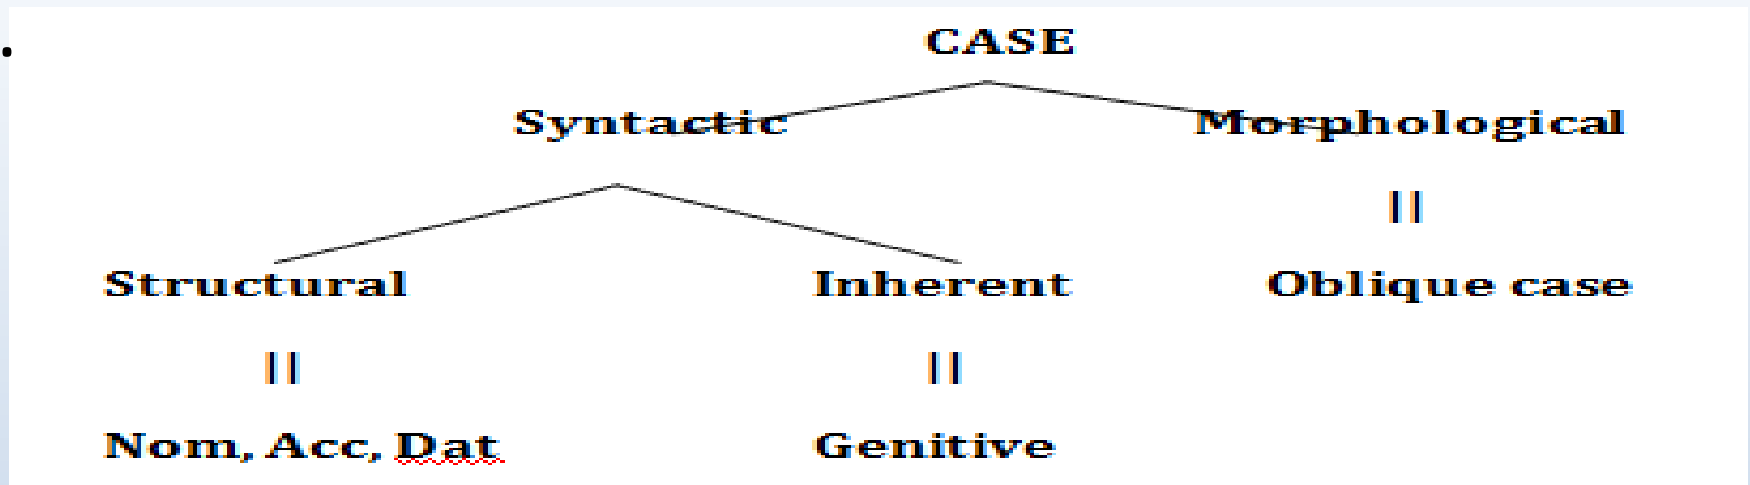 CASE
Syntactic Morphological
||
Structural Inherent Oblique case
|| ||
Nom, Acc, Dat Genitive